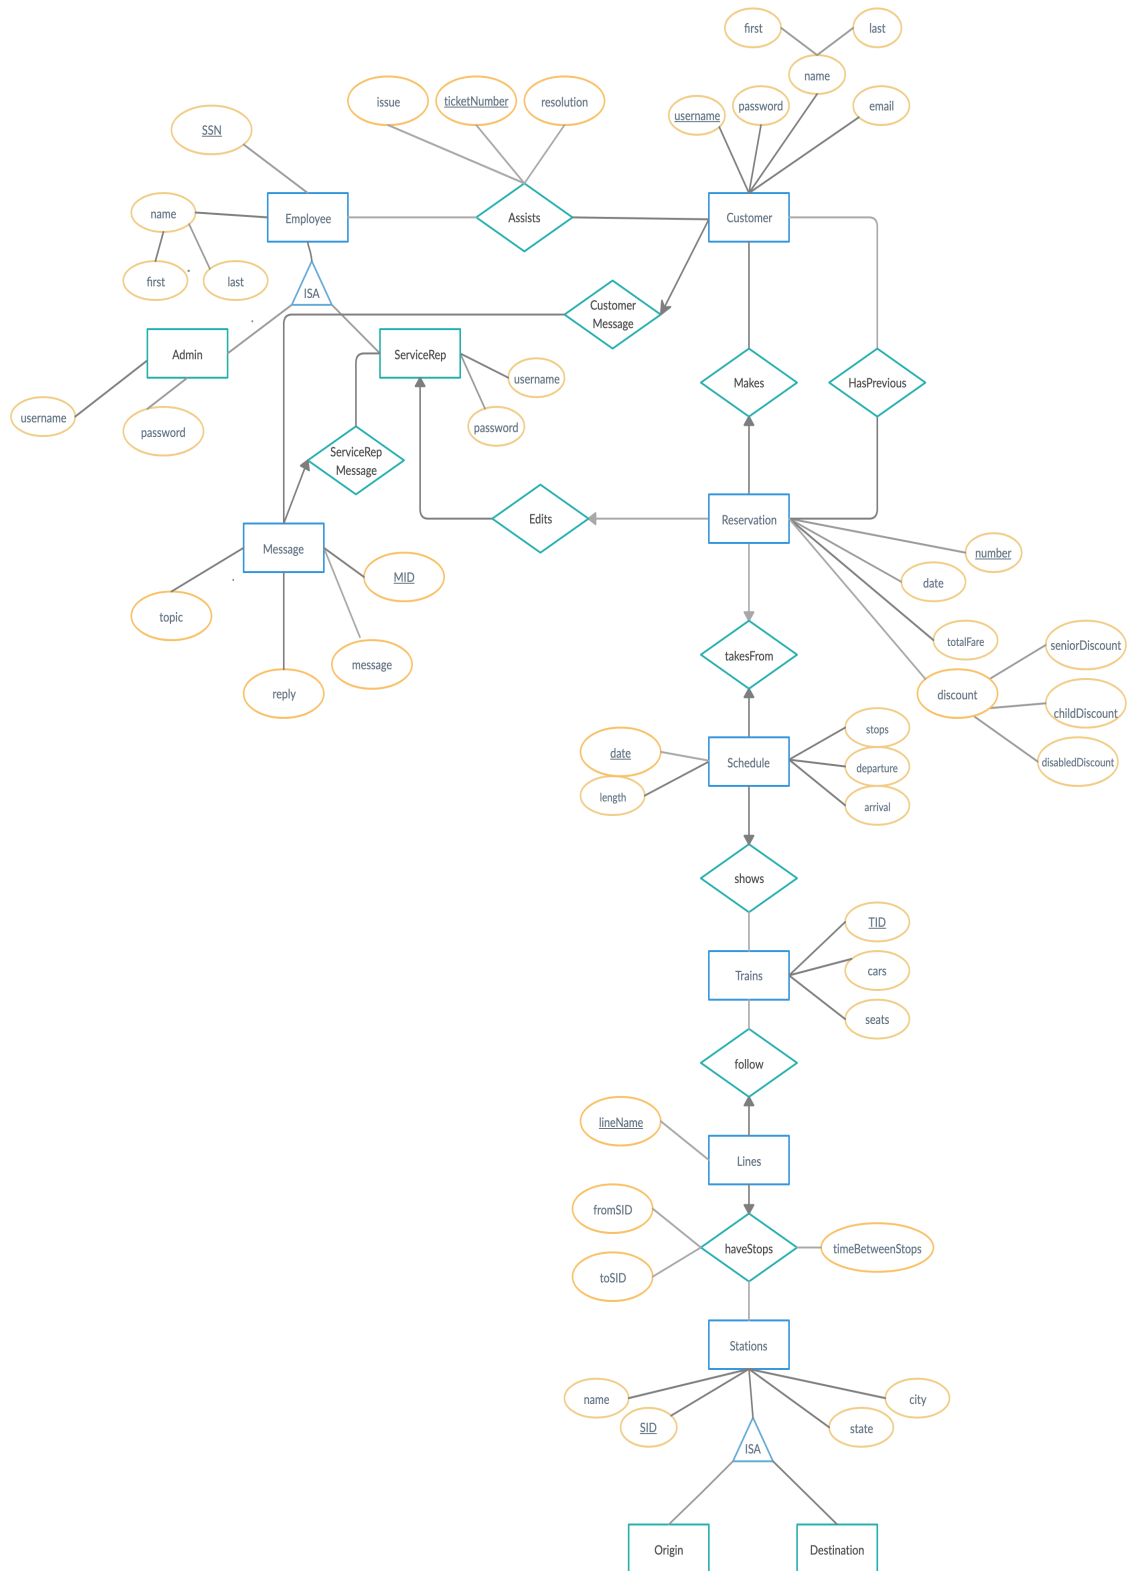 first
last
name
issue
ticketNumber
resolution
password
email
username
SSN
name
Employee
Assists
Customer
first
last
ISA
Customer
Message
Admin
ServiceRep
username
Makes
HasPrevious
username
password
password
ServiceRep
Message
Edits
Reservation
Message
number
MID
date
topic
totalFare
seniorDiscount
message
takesFrom
reply
discount
childDiscount
stops
date
Schedule
departure
disabledDiscount
length
arrival
shows
TID
Trains
cars
seats
follow
lineName
Lines
fromSID
haveStops
timeBetweenStops
toSID
Stations
name
city
SID
state
ISA
Origin
Destination